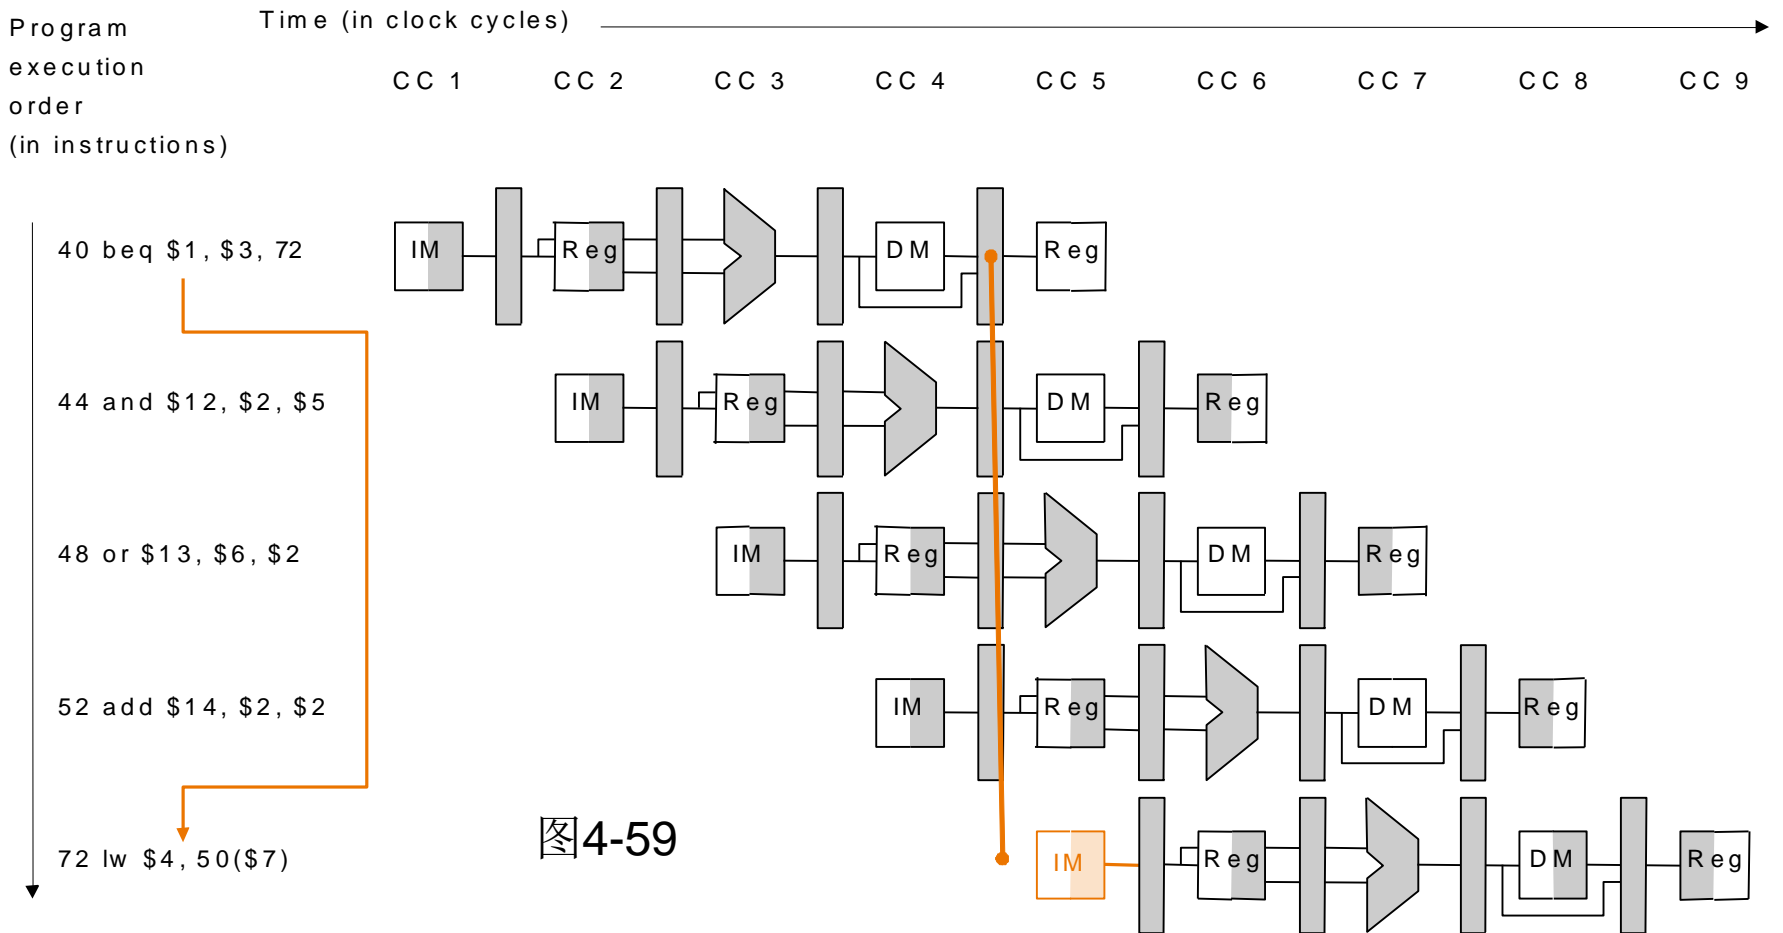 Time (in clock cycles)
Program
execution
order
(in instructions)
CC 1 CC 2 CC 3 CC 4 CC 5 CC 6 CC 7 CC 8 CC 9
40 beq $1, $3, 72 IM Reg DM Reg
44 and $12, $2, $5 IM Reg DM Reg
48 or $13, $6, $2 IM Reg DM Reg
52 add $14, $2, $2 IM Reg DM Reg
图4-59
72 lw $4, 50($7) IM Reg DM Reg